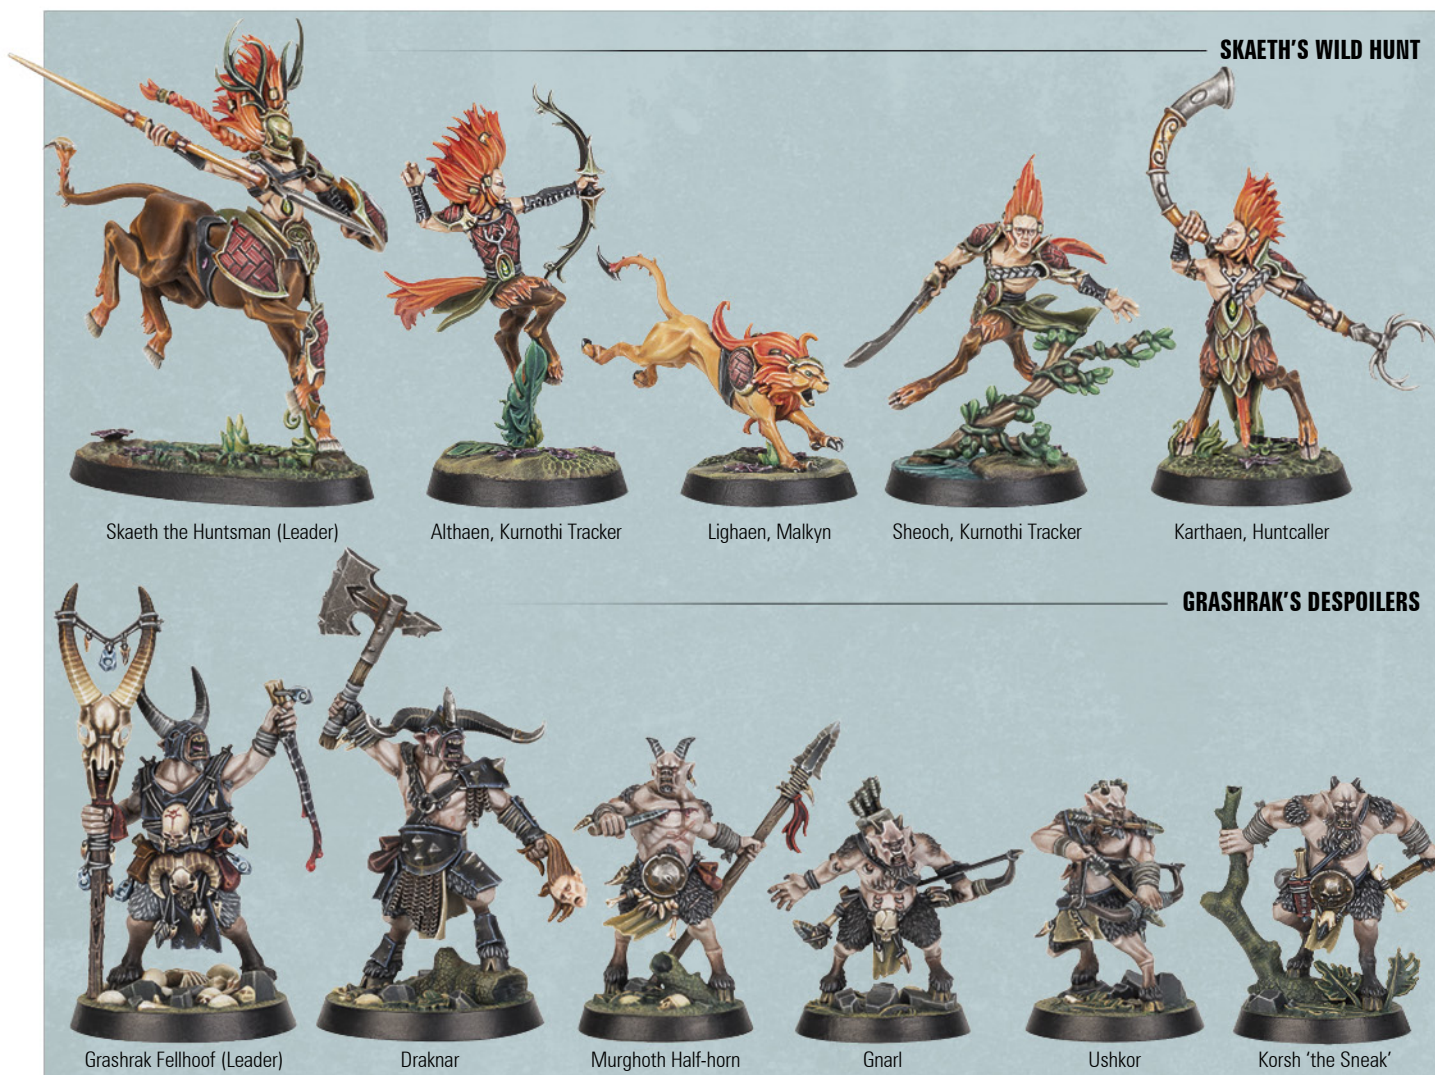 SKAETH'S WILD HUNT
Skaeth the Huntsman (Leader)
Althaen, Kurnothi Tracker
Lighaen, Malkyn
Sheoch, Kurnothi Tracker
Karthaen, Huntcaller
GRASHRAK'S DESPOILERS
Grashrak Fellhoof (Leader)
Draknar
Murghoth Half-horn
Gnarl
Ushkor
Korsh ‘the Sneak’